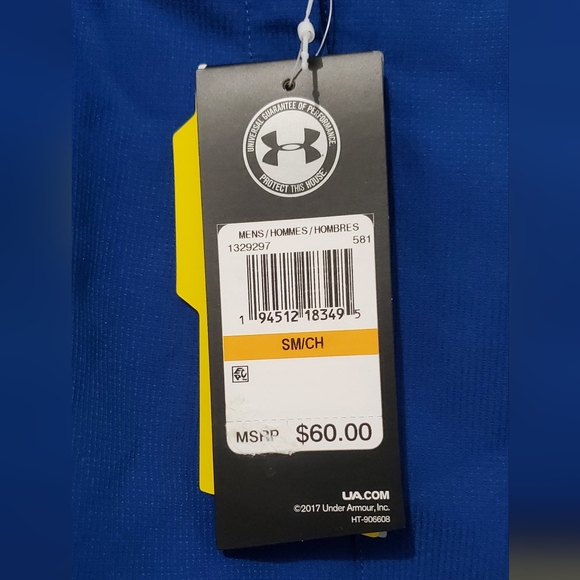 UNIVERSAL GUARANTEE OF PERFORMANCE
PROTECT THIS HOUSE
MENS/HOMMES/HOMBRES
1329297 581
1 94512 18349 5
SM/CH
MSRP $60.00
UA.COM
©2017 Under Armour, Inc.
HT-906608